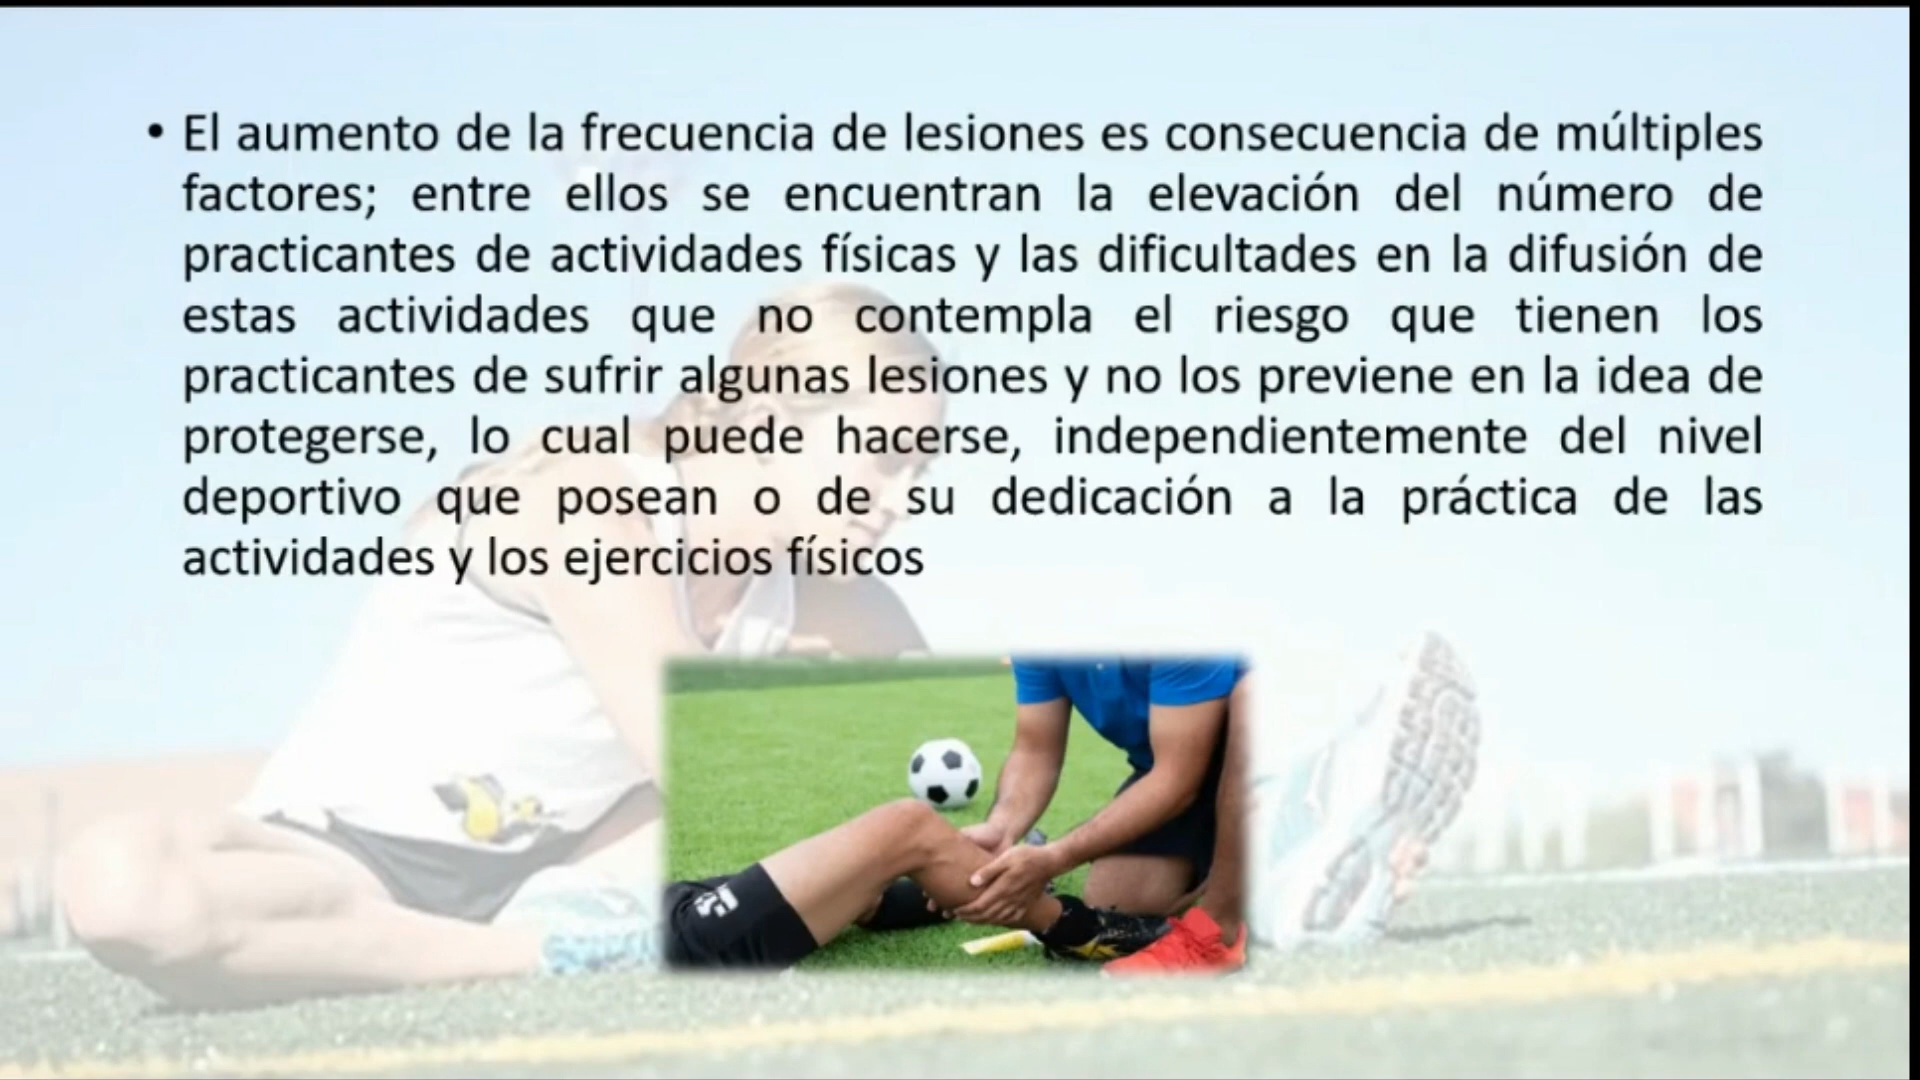 • El aumento de la frecuencia de lesiones es consecuencia de múltiples
factores; entre ellos se encuentran la elevación del número de
practicantes de actividades físicas y las dificultades en la difusión de
estas actividades que no contempla el riesgo que tienen los
practicantes de sufrir algunas lesiones y no los previene en la idea de
protegerse, lo cual puede hacerse, independientemente del nivel
deportivo que posean o de su dedicación a la práctica de las
actividades y los ejercicios físicos